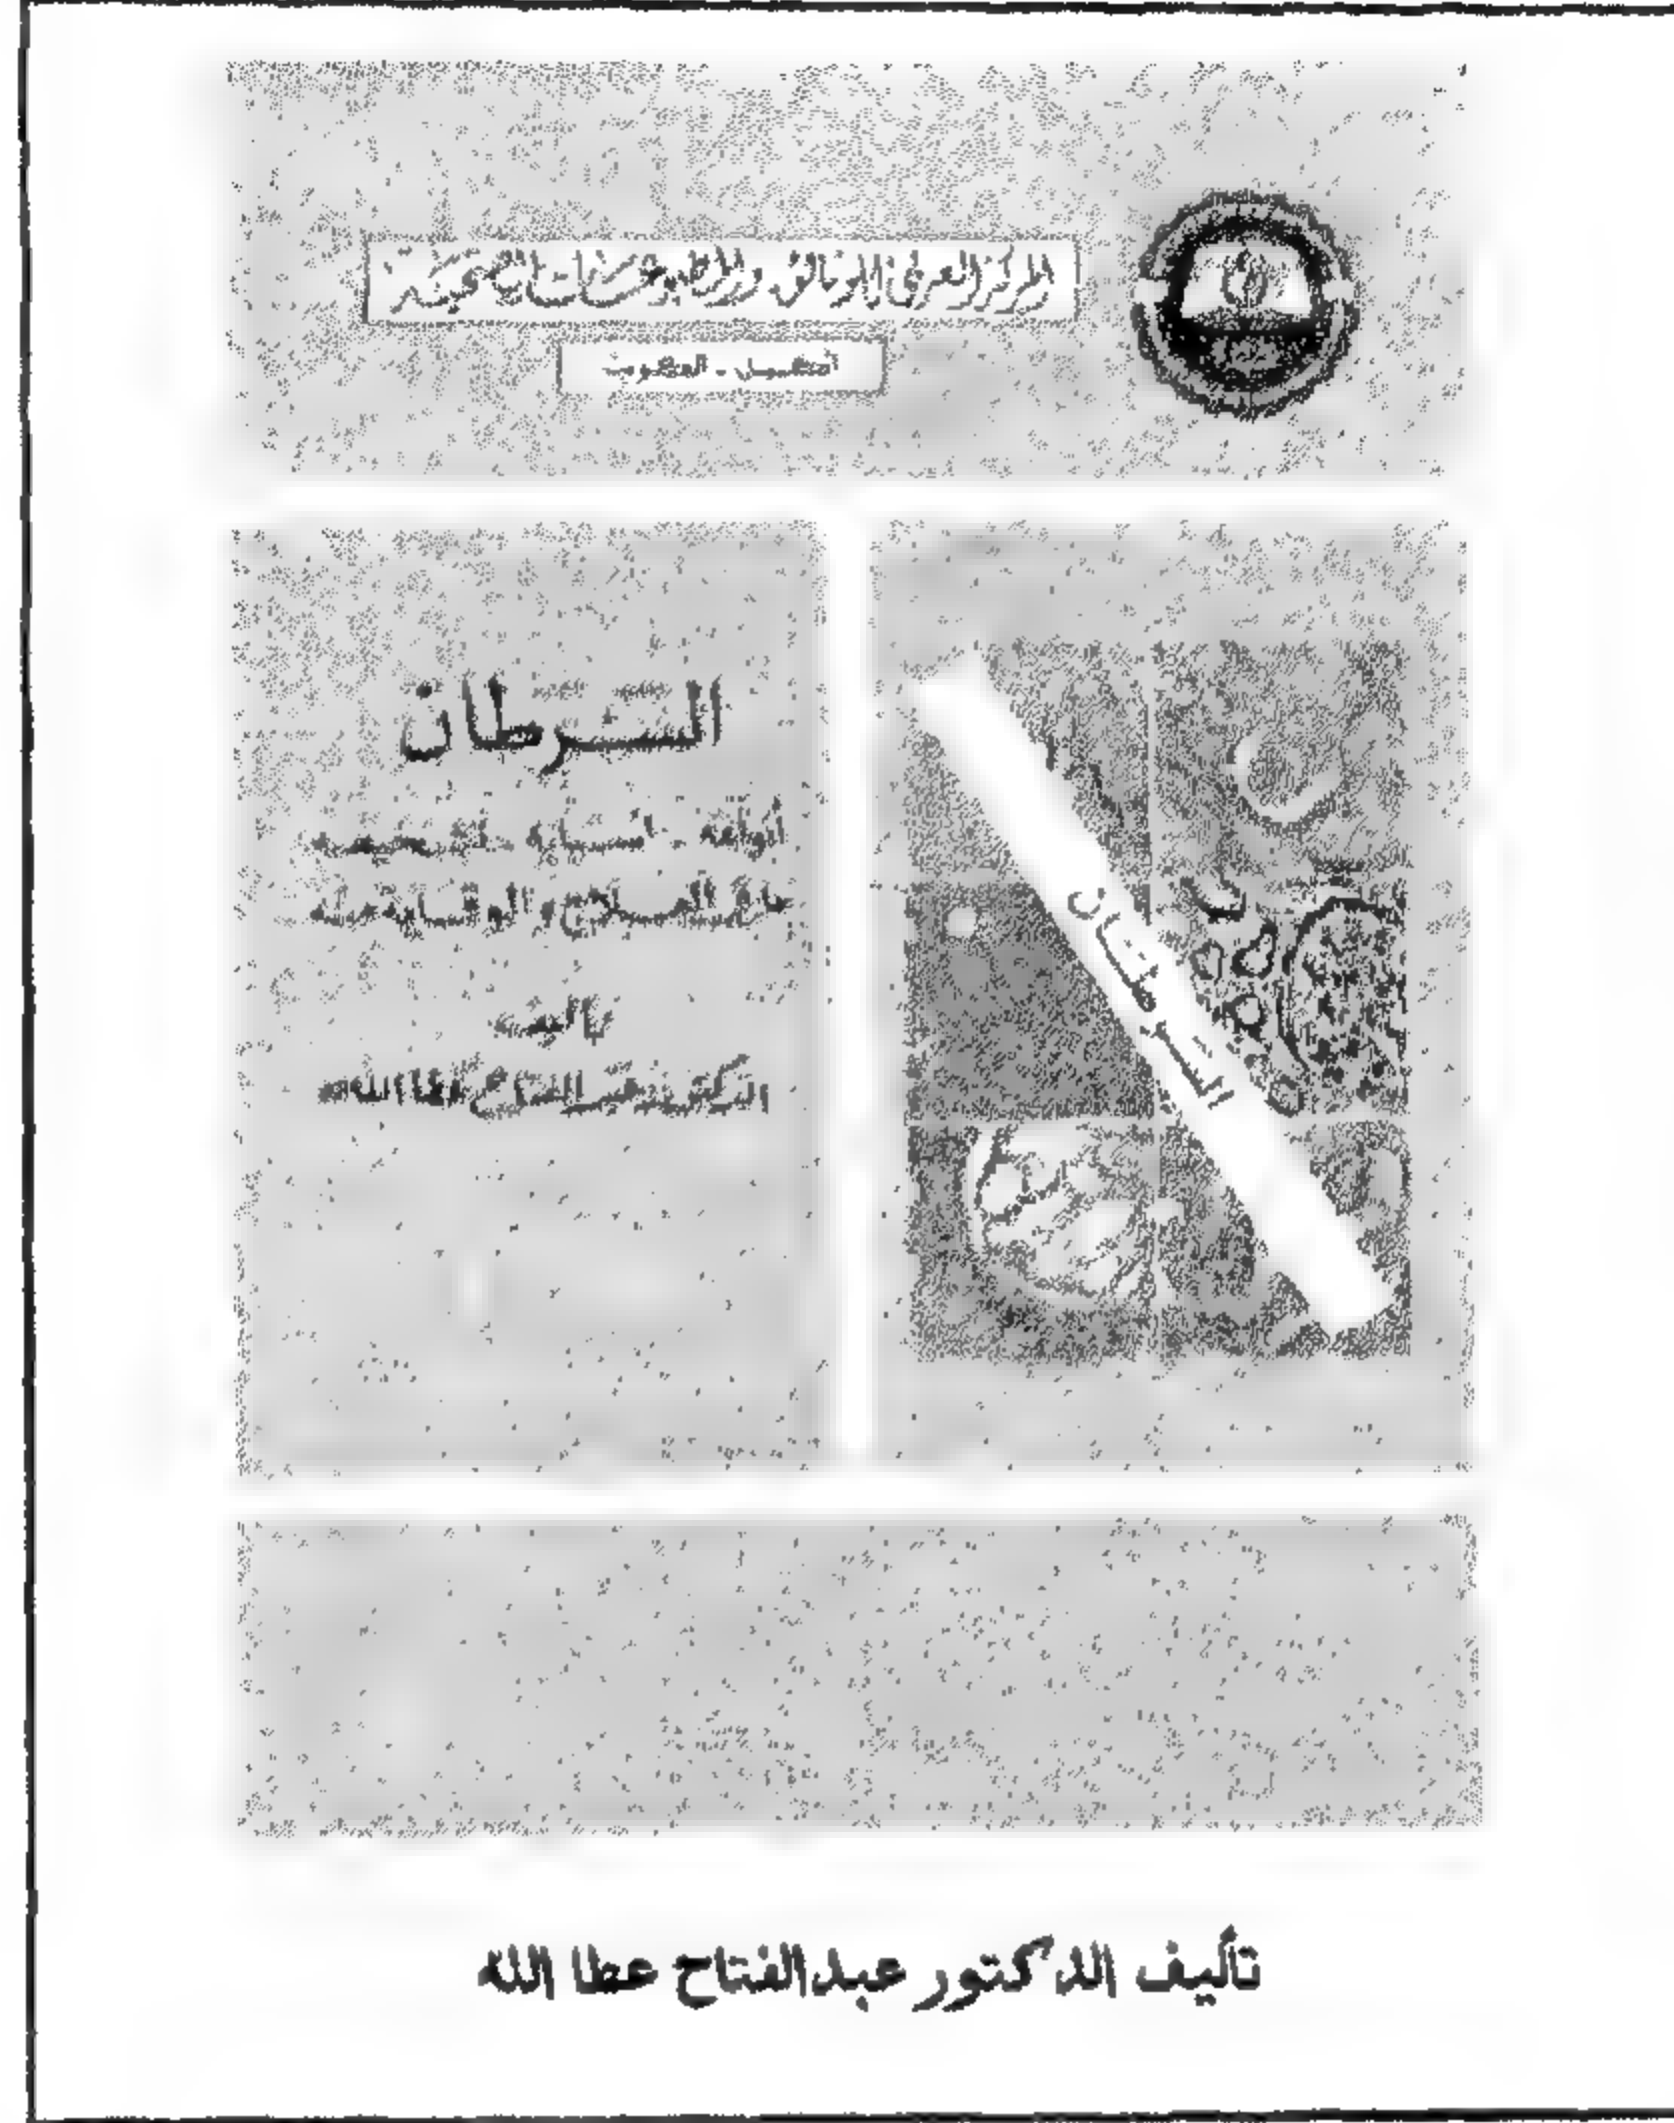 المركز العربي للوثائق والمطبوعات الصحية
السرطان
أنواعه - أسبابه - تشخيصه
طرق العلاج والوقاية منه
تأليف
الدكتور عبد الفتاح عطا الله
السرطان
تأليف الدكتور عبدالفتاح عطا الله